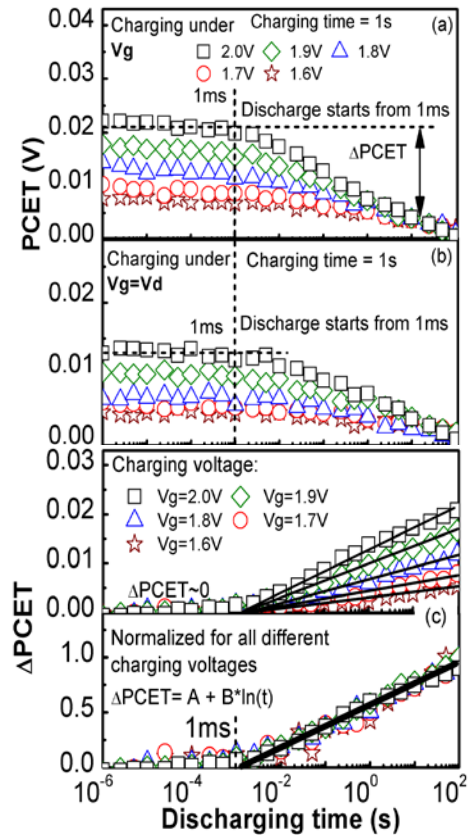 Charging under Charging time = 1s (a)
Vg
2.0V 1.9V 1.8V
1.7V 1.6V
1ms
Discharge starts from 1ms
ΔPCET
0.04
0.03
0.02
0.01
0.00
PCET (V)
Charging under Charging time = 1s (b)
Vg=Vd
1ms
Discharge starts from 1ms
0.02
0.01
0.00
Charging voltage:
Vg=2.0V Vg=1.9V
Vg=1.8V Vg=1.7V
Vg=1.6V
ΔPCET~0
0.03
0.02
0.01
0.00
ΔPCET
(c)
Normalized for all different
charging voltages
ΔPCET= A + B*ln(t)
1ms
1.0
0.5
0.0
10⁻⁶ 10⁻⁴ 10⁻² 10⁰ 10²
Discharging time (s)